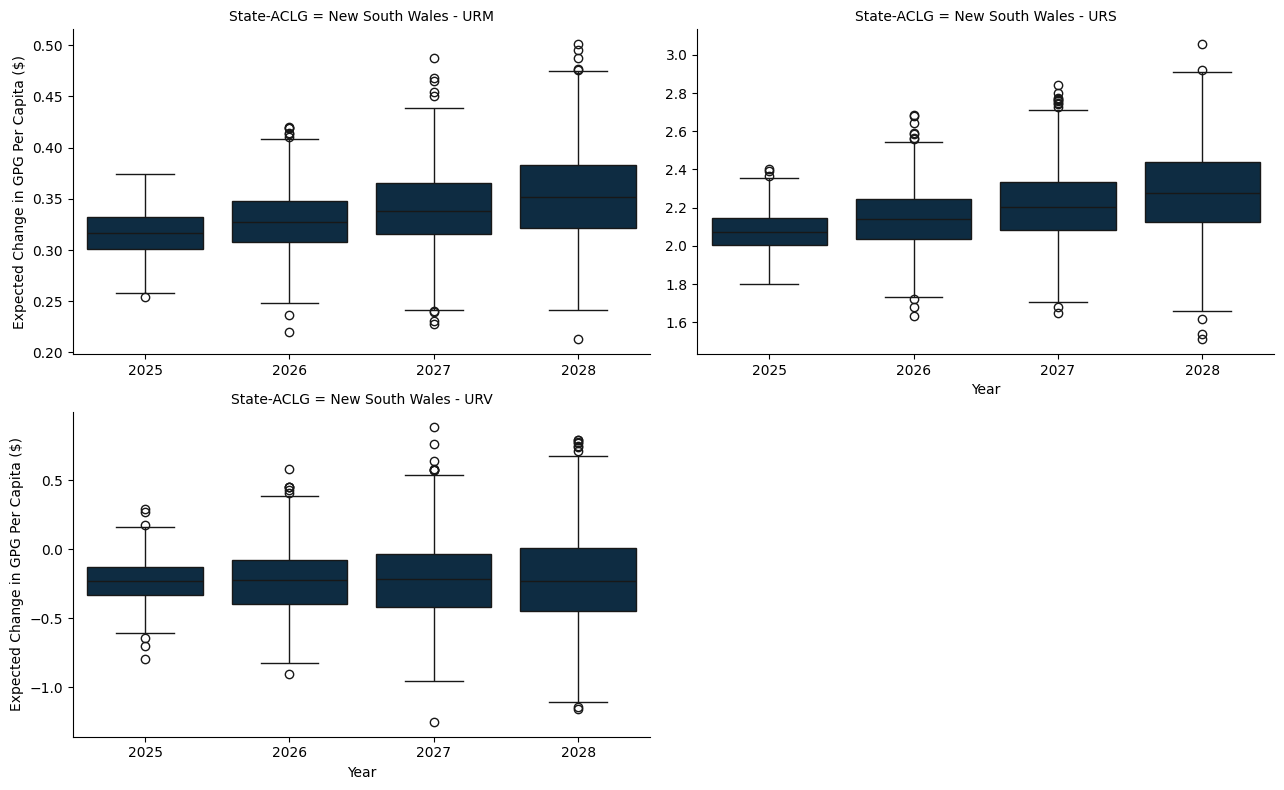 State-ACLG = New South Wales - URM
Expected Change in GPG Per Capita ($)
0.50
0.45
0.40
0.35
0.30
0.25
0.20
2025 2026 2027 2028
State-ACLG = New South Wales - URS
3.0
2.8
2.6
2.4
2.2
2.0
1.8
1.6
2025 2026 2027 2028
Year
State-ACLG = New South Wales - URV
Expected Change in GPG Per Capita ($)
0.5
0.0
−0.5
−1.0
2025 2026 2027 2028
Year